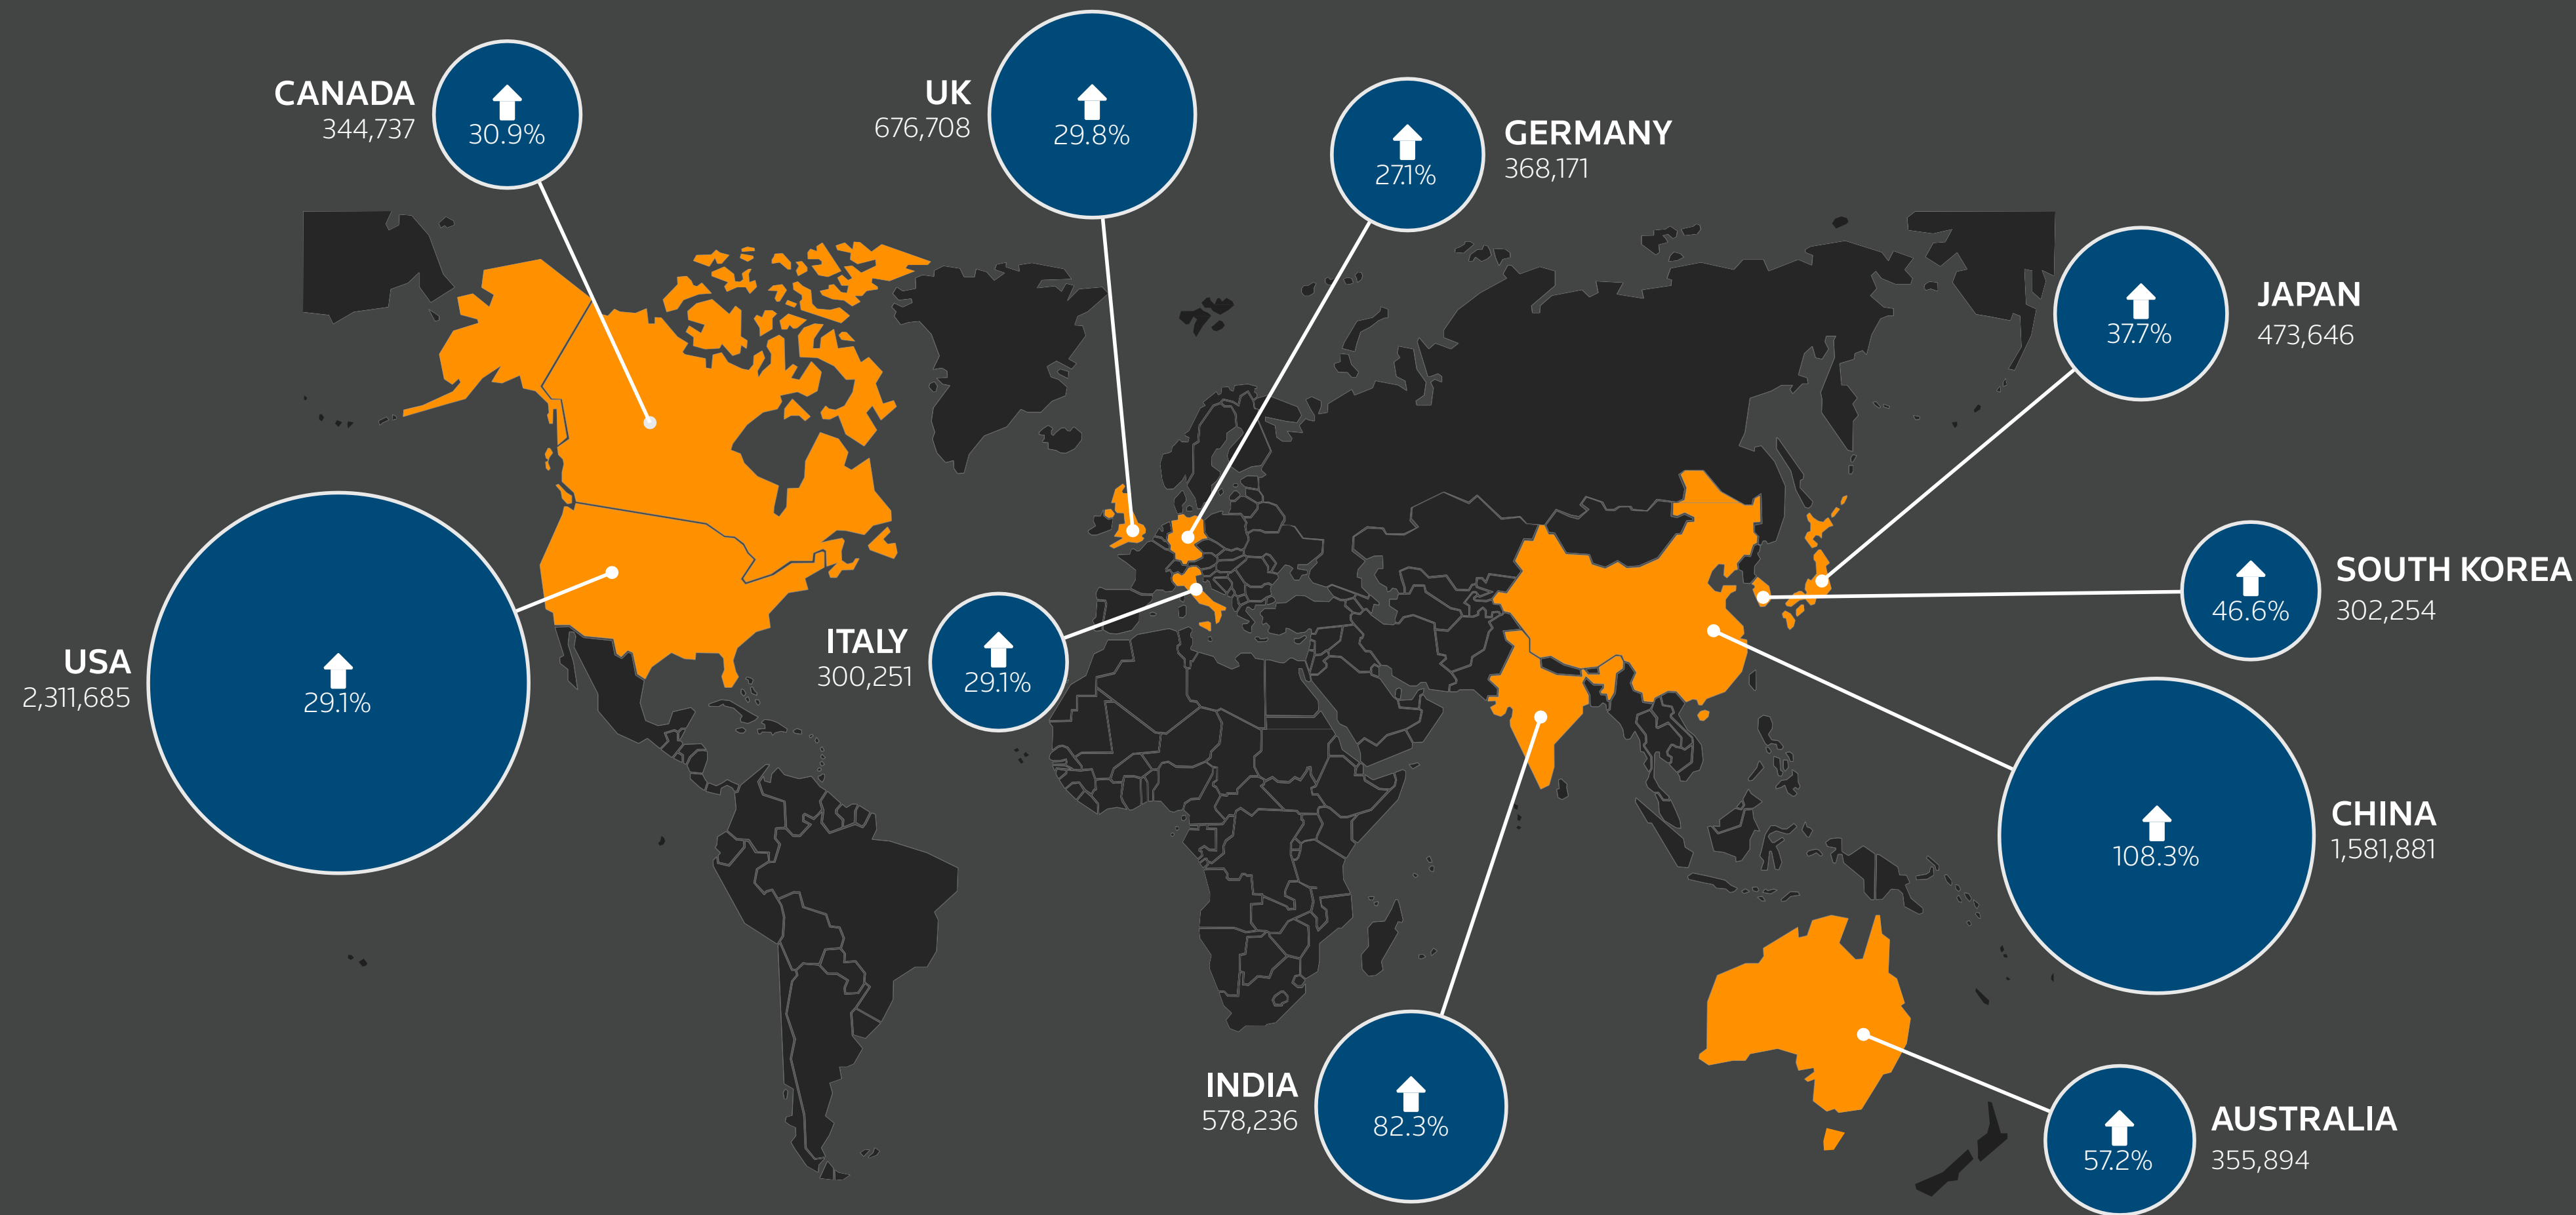 CANADA
344,737
30.9%
UK
676,708
29.8%
GERMANY
368,171
27.1%
JAPAN
473,646
37.7%
SOUTH KOREA
302,254
46.6%
USA
2,311,685
29.1%
ITALY
300,251
29.1%
CHINA
1,581,881
108.3%
INDIA
578,236
82.3%
AUSTRALIA
355,894
57.2%